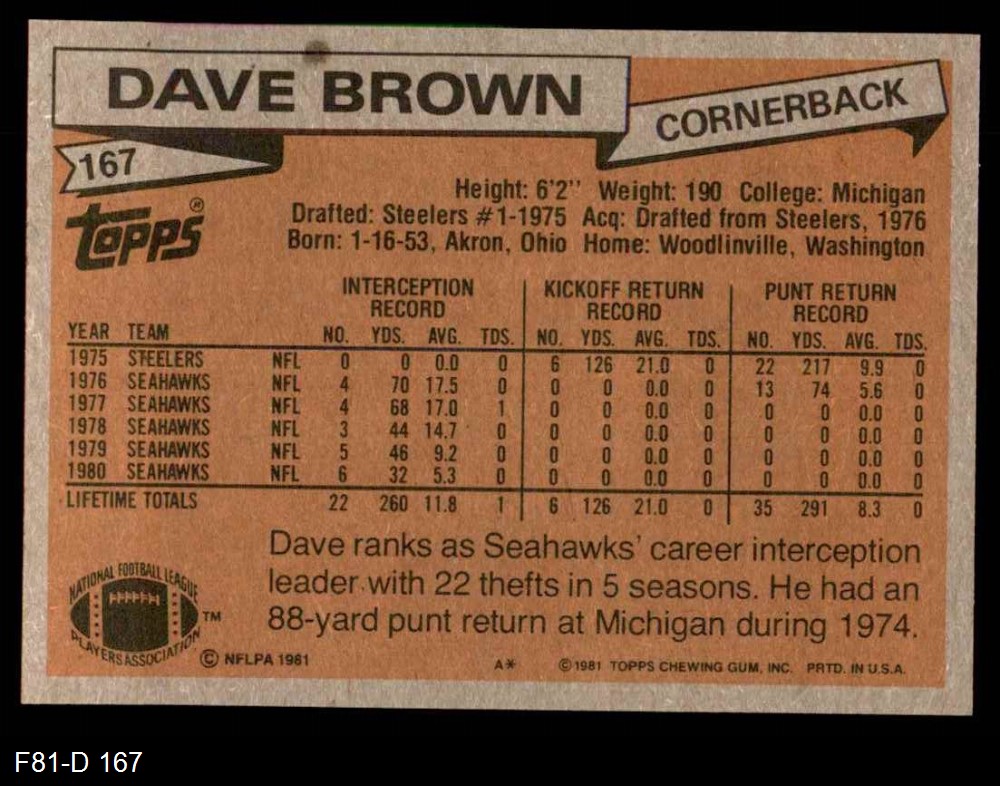 DAVE BROWN
CORNERBACK
167
TOPPS®
Height: 6'2'' Weight: 190 College: Michigan
Drafted: Steelers #1-1975 Acq: Drafted from Steelers, 1976
Born: 1-16-53, Akron, Ohio Home: Woodlinville, Washington
INTERCEPTION RECORD KICKOFF RETURN RECORD PUNT RETURN RECORD
YEAR TEAM NO. YDS. AVG. TDS. NO. YDS. AVG. TDS. NO. YDS. AVG. TDS.
1975 STEELERS NFL 0 0 0.0 0 6 126 21.0 0 22 217 9.9 0
1976 SEAHAWKS NFL 4 70 17.5 0 0 0 0.0 0 13 74 5.6 0
1977 SEAHAWKS NFL 4 68 17.0 1 0 0 0.0 0 0 0 0.0 0
1978 SEAHAWKS NFL 3 44 14.7 0 0 0 0.0 0 0 0 0.0 0
1979 SEAHAWKS NFL 5 46 9.2 0 0 0 0.0 0 0 0 0.0 0
1980 SEAHAWKS NFL 6 32 5.3 0 0 0 0.0 0 0 0 0.0 0
LIFETIME TOTALS 22 260 11.8 1 6 126 21.0 0 35 291 8.3 0
Dave ranks as Seahawks' career interception
leader with 22 thefts in 5 seasons. He had an
88-yard punt return at Michigan during 1974.
NATIONAL FOOTBALL LEAGUE
PLAYERS ASSOCIATION
™
© NFLPA 1981
A*
© 1981 TOPPS CHEWING GUM, INC. PRTD. IN U.S.A.
F81-D 167